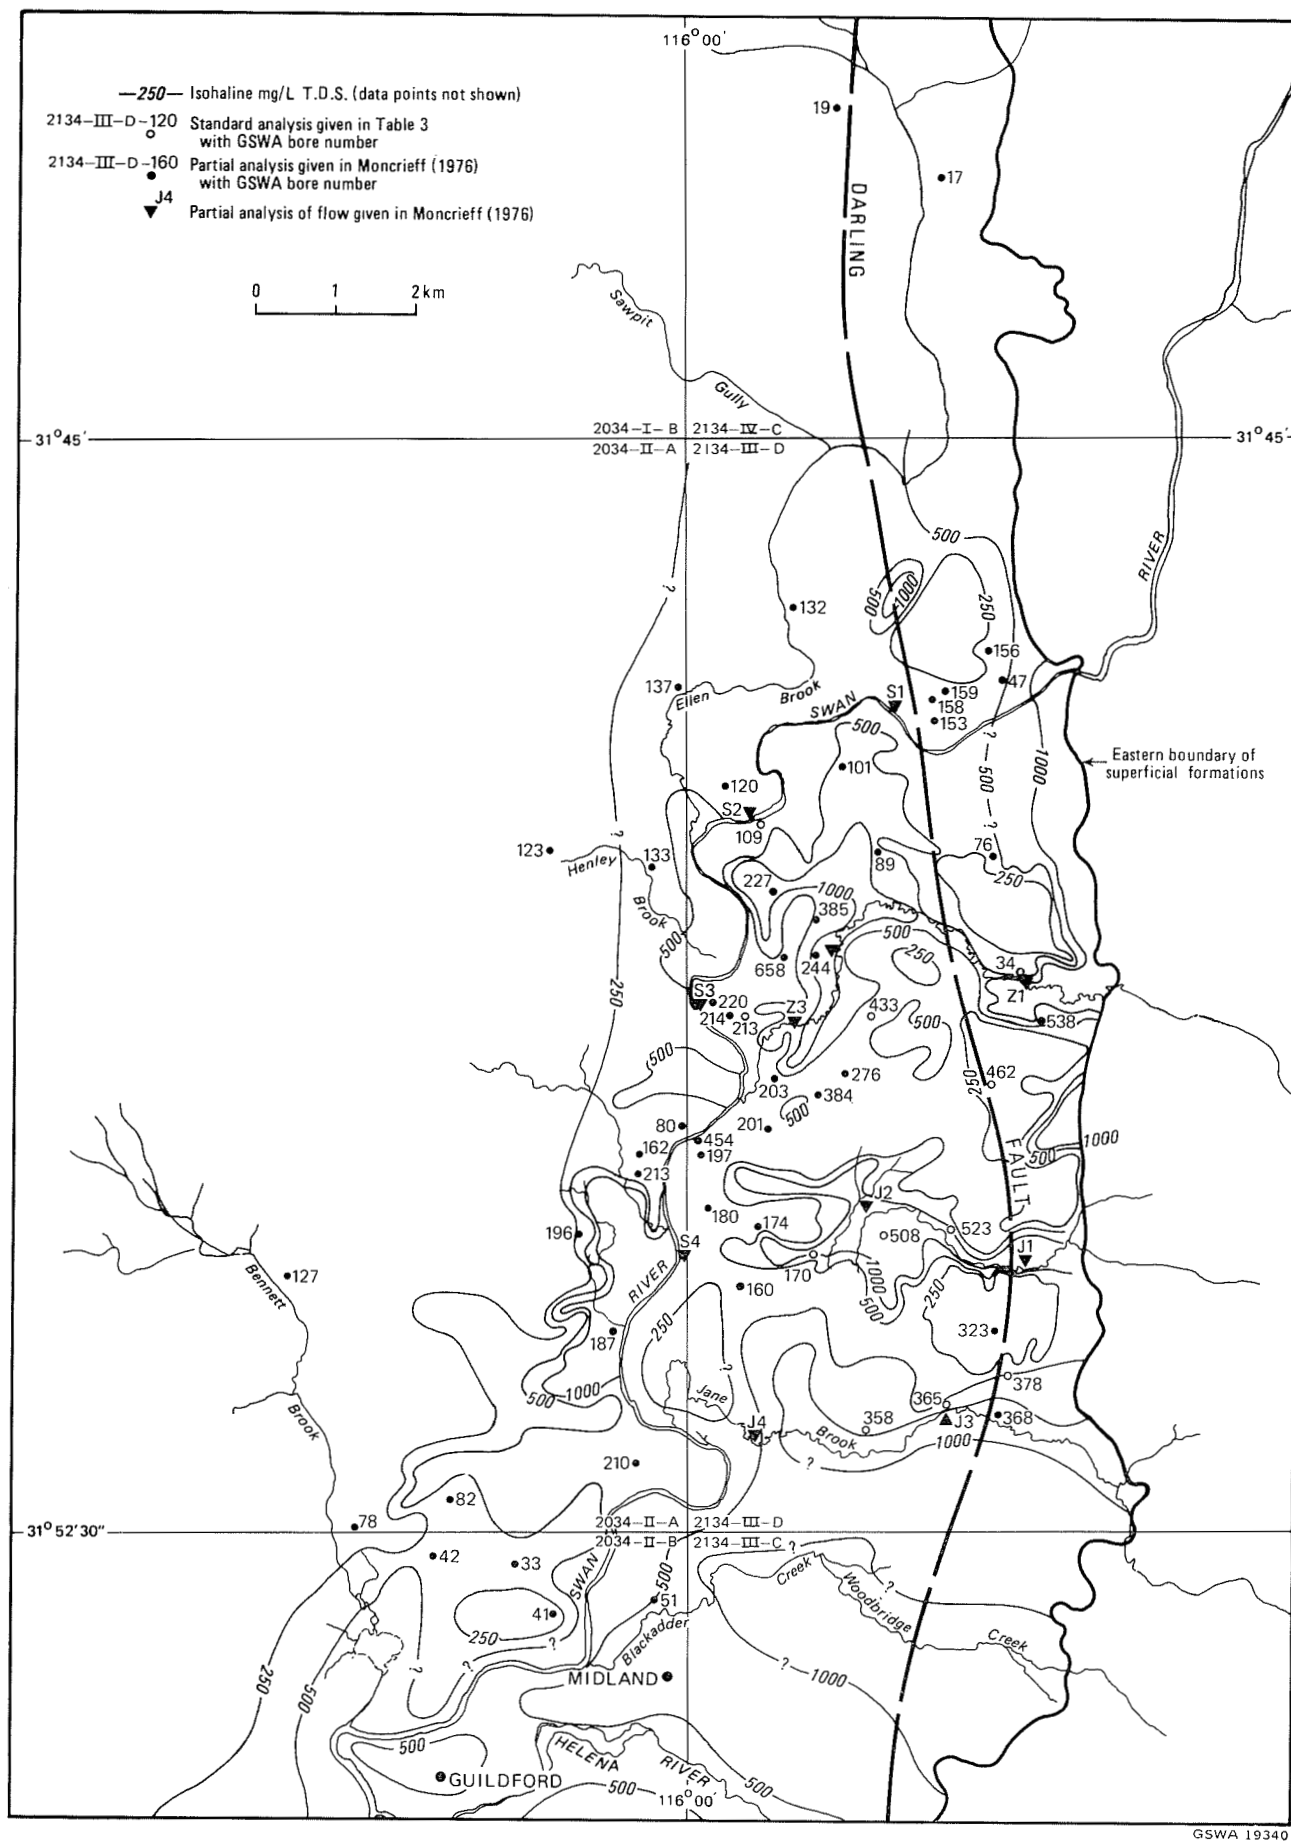 116°00'
—250— Isohaline mg/L T.D.S. (data points not shown)
2134–III–D–120 Standard analysis given in Table 3
with GSWA bore number
2134–III–D–160 Partial analysis given in Moncrieff (1976)
with GSWA bore number
J4
Partial analysis of flow given in Moncrieff (1976)
0 1 2 km
19
17
DARLING
Sawpit
Gully
31°45'
2034–I–B 2134–IV–C
2034–II–A 2134–III–D
31°45'
500
RIVER
?
500
1000
250
132
156
137
47
159
158
153
Ellen
Brook
S1
SWAN
500
?
500
?
1000
Eastern boundary of
superficial formations
101
120
S2
109
?
123
Henley
133
Brook
89
76
250
227
1000
385
500
500
250
658
244
34
Z1
250
S3
220
214
213
Z3
433
500
538
500
250
462
276
203
384
500
201
80
454
197
162
213
1000
500
FAULT
J2
180
174
523
508
196
S4
170
J1
127
Bennett
RIVER
160
1000
500
250
250
323
187
?
378
500
1000
Jane
365
J3
368
358
Brook
J4
1000
?
Brook
210
82
78
31°52'30"
2034–II–A 2134–III–D
2034–II–B 2134–III–C
42
33
SWAN
?
Creek
?
500
51
Woodbridge
Creek
41
250
?
Blackadder
?
?
MIDLAND
?
1000
250
500
500
HELENA
RIVER
500
GUILDFORD
500
116°00'
GSWA 19340